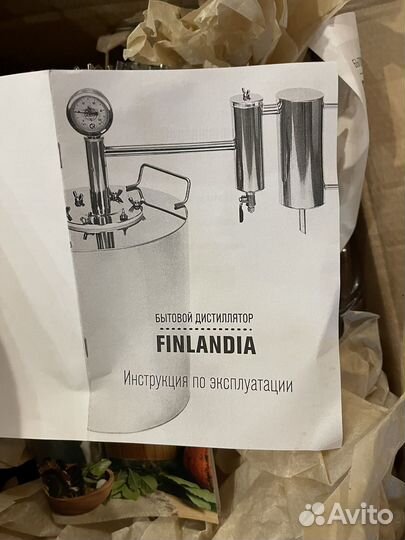 БЫТОВОЙ ДИСТИЛЛЯТОР
FINLANDIA
Инструкция по эксплуатации
Avito